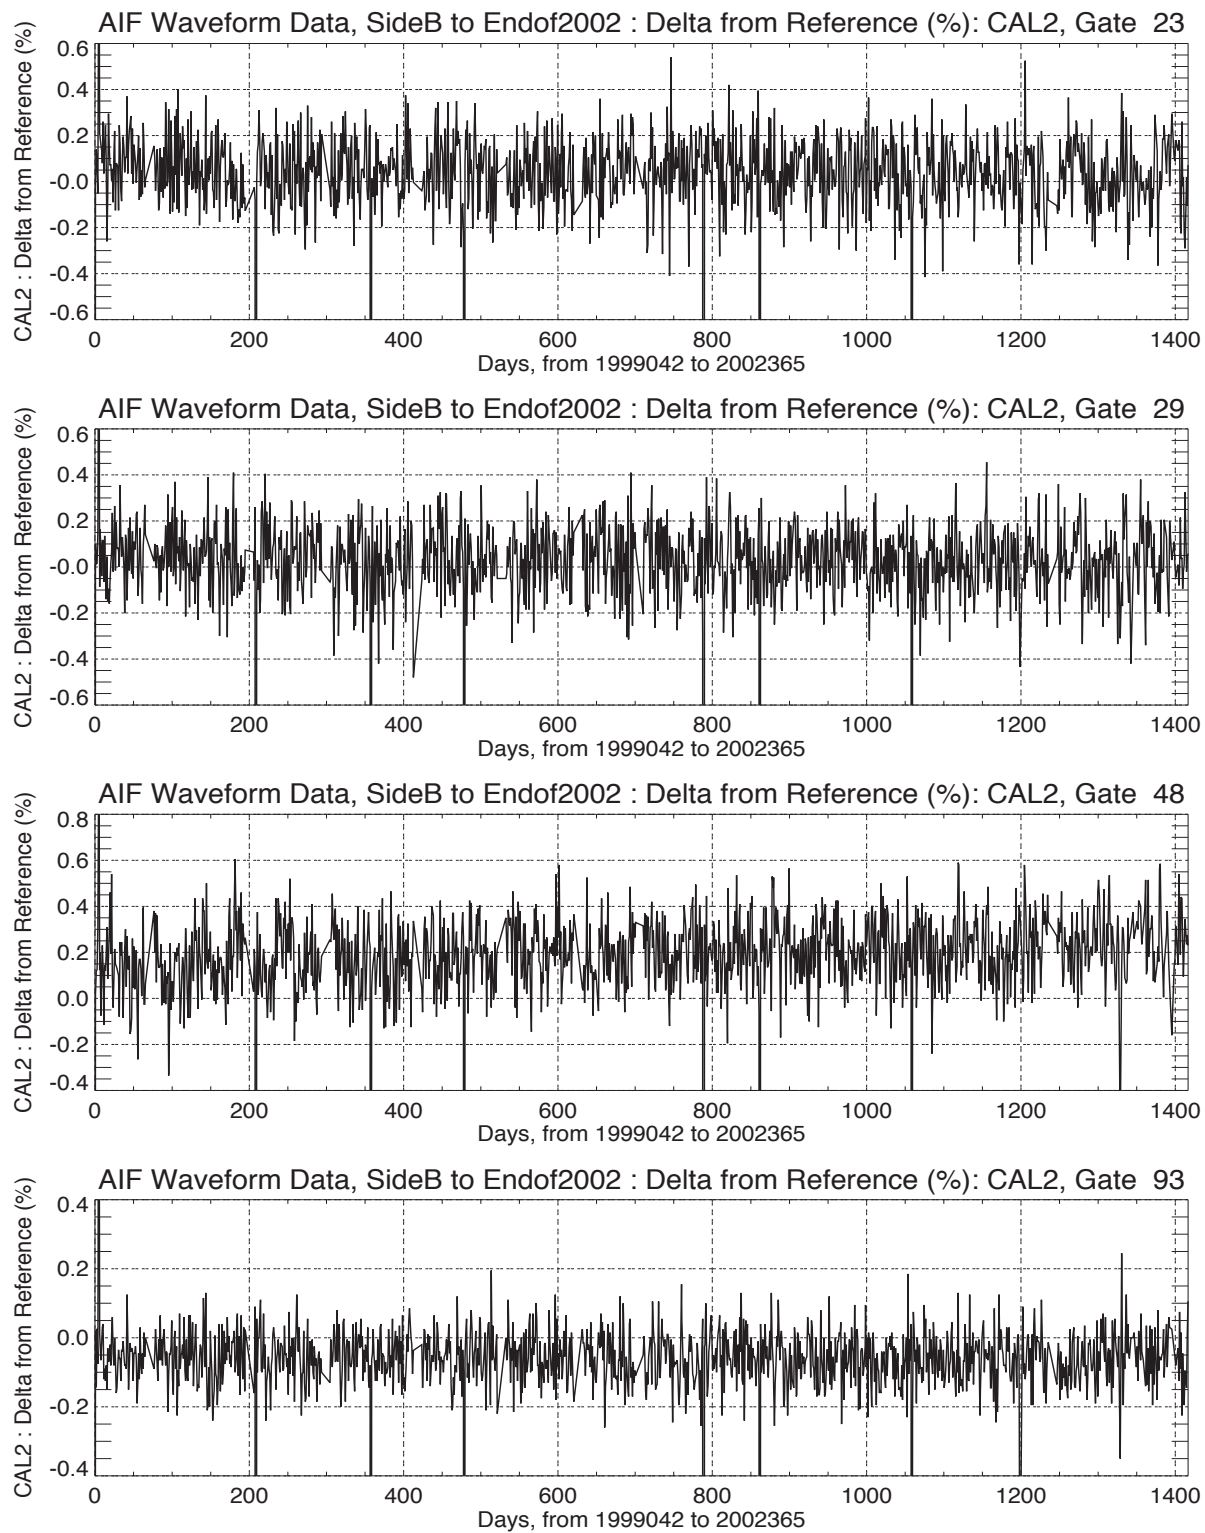 AIF Waveform Data, SideB to Endof2002 : Delta from Reference (%): CAL2, Gate 23
CAL2 : Delta from Reference (%)
0.6
0.4
0.2
-0.0
-0.2
-0.4
-0.6
0 200 400 600 800 1000 1200 1400
Days, from 1999042 to 2002365
AIF Waveform Data, SideB to Endof2002 : Delta from Reference (%): CAL2, Gate 29
CAL2 : Delta from Reference (%)
0.6
0.4
0.2
-0.0
-0.2
-0.4
-0.6
0 200 400 600 800 1000 1200 1400
Days, from 1999042 to 2002365
AIF Waveform Data, SideB to Endof2002 : Delta from Reference (%): CAL2, Gate 48
CAL2 : Delta from Reference (%)
0.8
0.6
0.4
0.2
0.0
-0.2
-0.4
0 200 400 600 800 1000 1200 1400
Days, from 1999042 to 2002365
AIF Waveform Data, SideB to Endof2002 : Delta from Reference (%): CAL2, Gate 93
CAL2 : Delta from Reference (%)
0.4
0.2
0.0
-0.2
-0.4
0 200 400 600 800 1000 1200 1400
Days, from 1999042 to 2002365